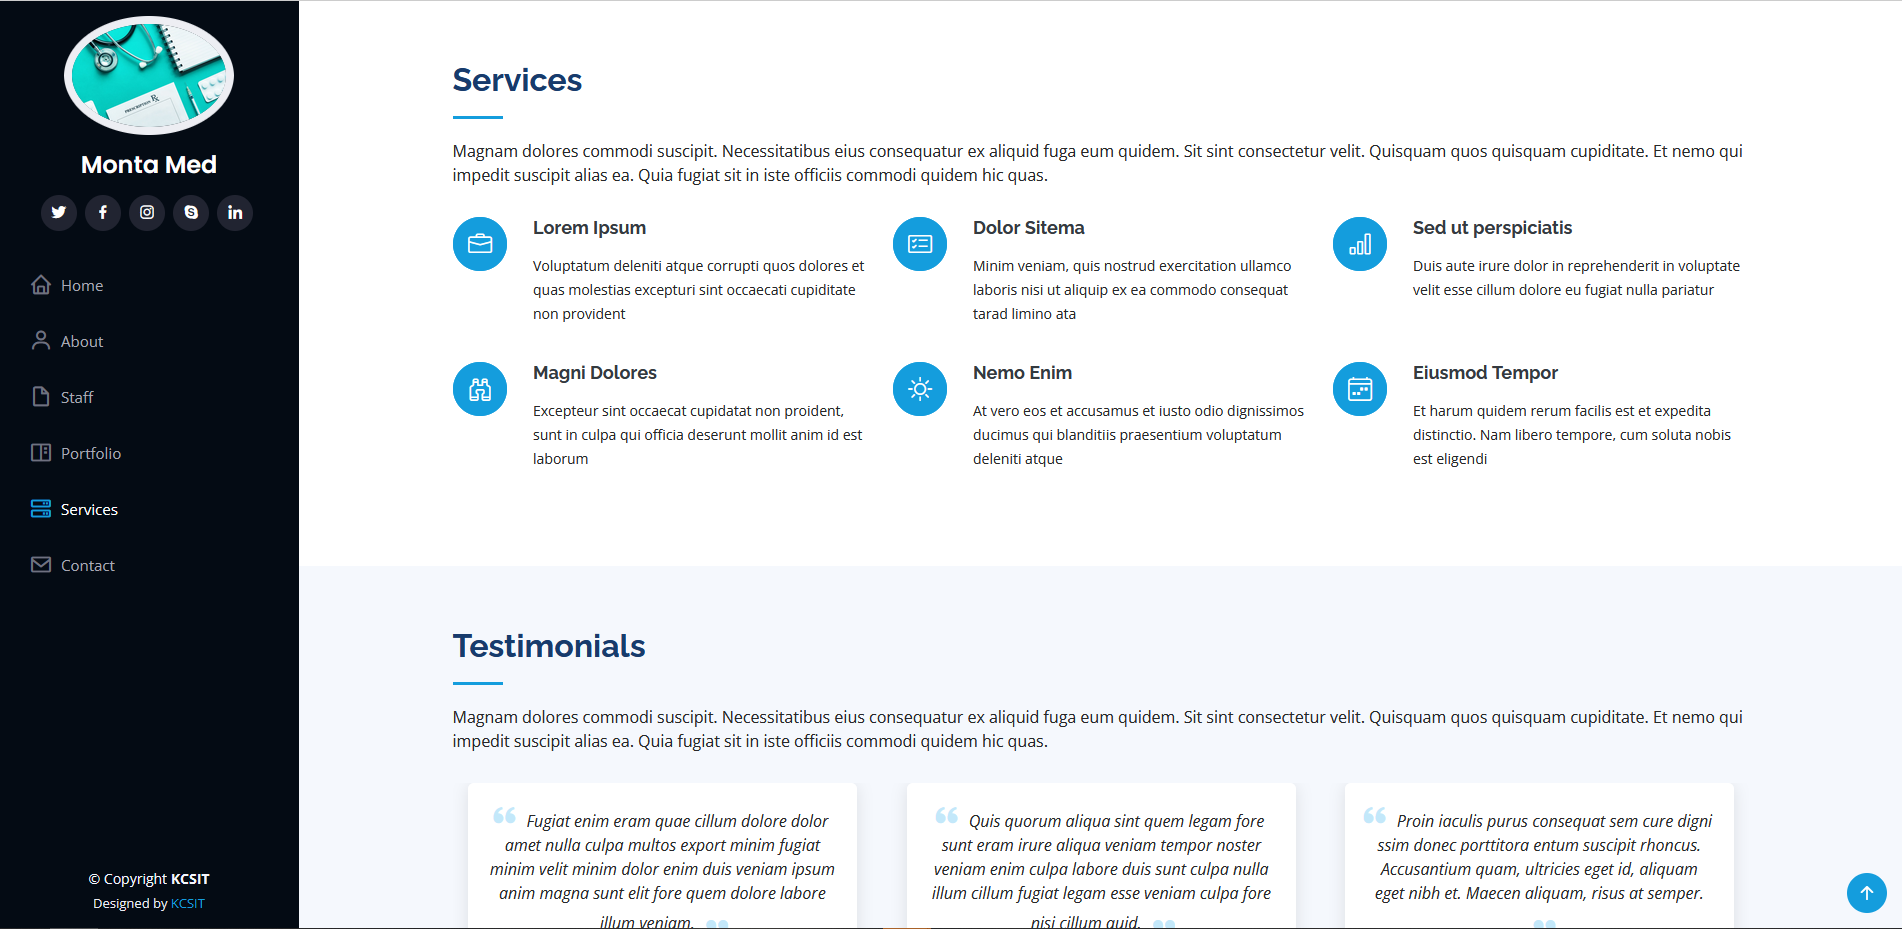 Monta Med
Home
About
Staff
Portfolio
Services
Contact
© Copyright KCSIT
Designed by KCSIT
Services
Magnam dolores commodi suscipit. Necessitatibus eius consequatur ex aliquid fuga eum quidem. Sit sint consectetur velit. Quisquam quos quisquam cupiditate. Et nemo qui
impedit suscipit alias ea. Quia fugiat sit in iste officiis commodi quidem hic quas.
Lorem Ipsum
Voluptatum deleniti atque corrupti quos dolores et
quas molestias excepturi sint occaecati cupiditate
non provident
Dolor Sitema
Minim veniam, quis nostrud exercitation ullamco
laboris nisi ut aliquip ex ea commodo consequat
tarad limino ata
Sed ut perspiciatis
Duis aute irure dolor in reprehenderit in voluptate
velit esse cillum dolore eu fugiat nulla pariatur
Magni Dolores
Excepteur sint occaecat cupidatat non proident,
sunt in culpa qui officia deserunt mollit anim id est
laborum
Nemo Enim
At vero eos et accusamus et iusto odio dignissimos
ducimus qui blanditiis praesentium voluptatum
deleniti atque
Eiusmod Tempor
Et harum quidem rerum facilis est et expedita
distinctio. Nam libero tempore, cum soluta nobis
est eligendi
Testimonials
Magnam dolores commodi suscipit. Necessitatibus eius consequatur ex aliquid fuga eum quidem. Sit sint consectetur velit. Quisquam quos quisquam cupiditate. Et nemo qui
impedit suscipit alias ea. Quia fugiat sit in iste officiis commodi quidem hic quas.
“ Fugiat enim eram quae cillum dolore dolor
amet nulla culpa multos export minim fugiat
minim velit minim dolor enim duis veniam ipsum
anim magna sunt elit fore quem dolore labore
illum veniam. ”
“ Quis quorum aliqua sint quem legam fore
sunt eram irure aliqua veniam tempor noster
veniam enim culpa labore duis sunt culpa nulla
illum cillum fugiat legam esse veniam culpa fore
nisi cillum quid. ”
“ Proin iaculis purus consequat sem cure digni
ssim donec porttitora entum suscipit rhoncus.
Accusantium quam, ultricies eget id, aliquam
eget nibh et. Maecen aliquam, risus at semper.
”